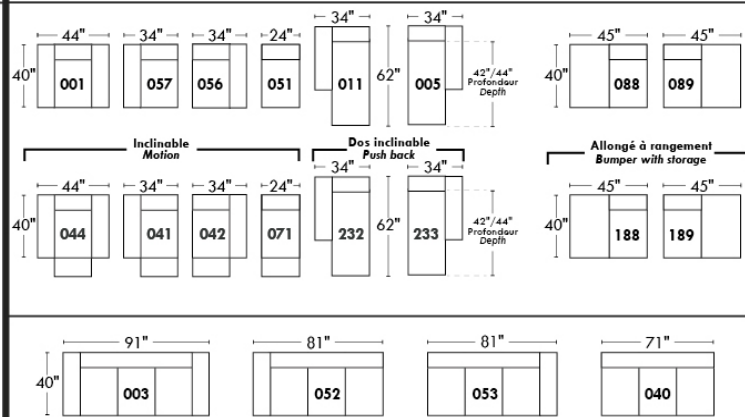 44" 34" 34" 24" 34" 34" 45" 45"
40" 001 057 056 051 011 62" 005 42"/44" 40" 088 089
Profondeur
Depth
Inclinable
Motion
Dos inclinable
Push back
Allongé à rangement
Bumper with storage
44" 34" 34" 24" 34" 34" 45" 45"
40" 044 041 042 071 232 62" 233 42"/44" 40" 188 189
Profondeur
Depth
91" 81" 81" 71"
40" 003 052 053 040